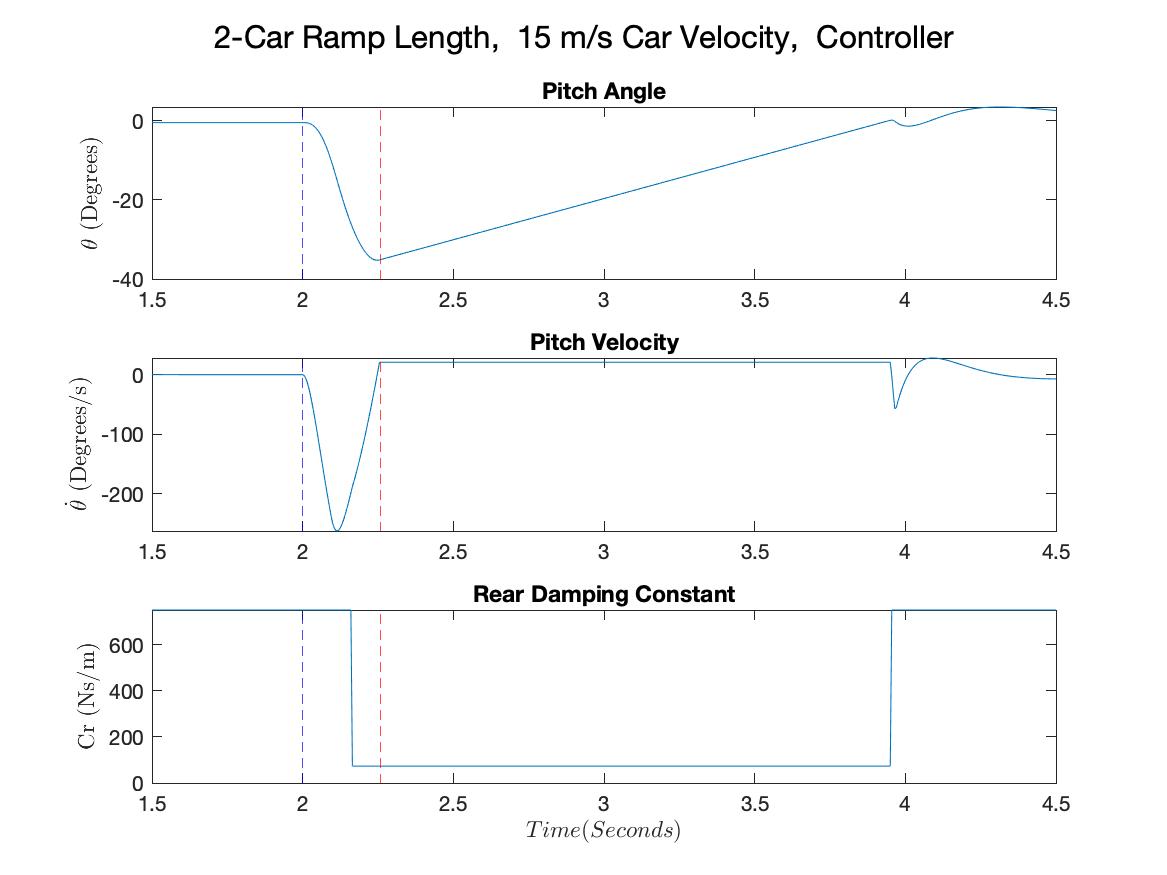 2-Car Ramp Length,  15 m/s Car Velocity,  Controller
Pitch Angle
θ (Degrees)
0
-20
-40
1.5 2 2.5 3 3.5 4 4.5
Pitch Velocity
θ̇ (Degrees/s)
0
-100
-200
1.5 2 2.5 3 3.5 4 4.5
Rear Damping Constant
Cr (Ns/m)
600
400
200
0
1.5 2 2.5 3 3.5 4 4.5
Time(Seconds)